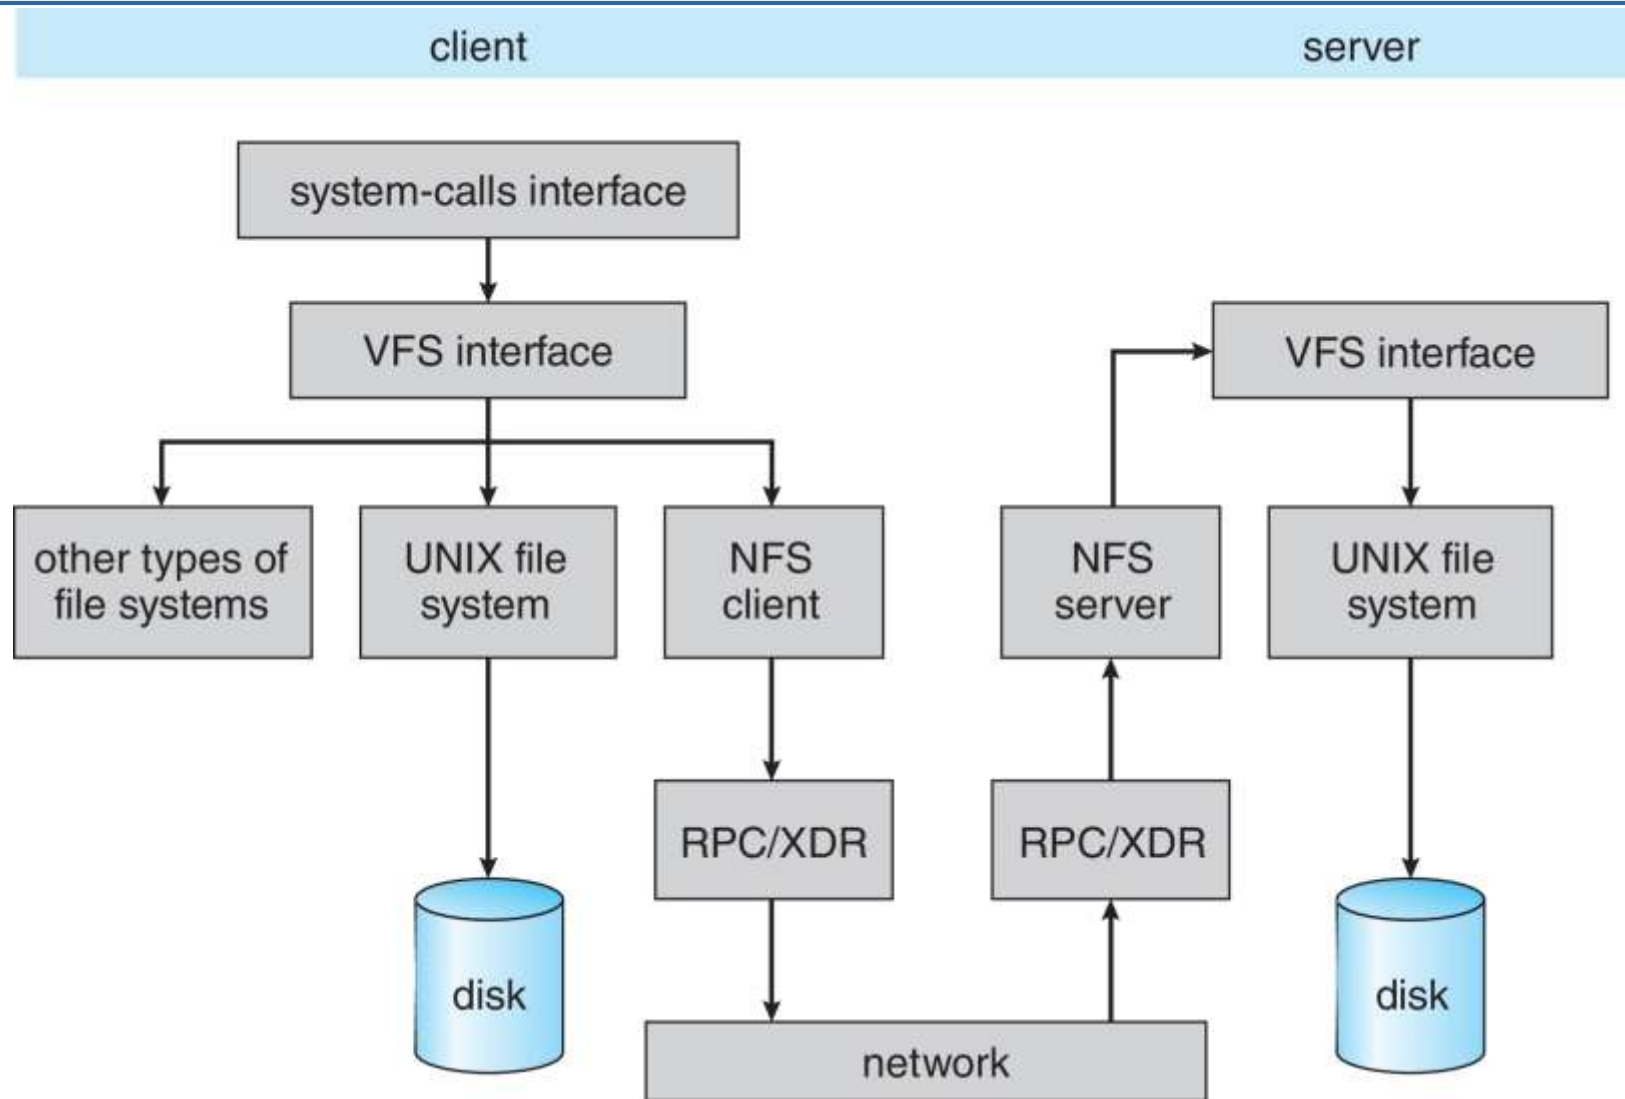 client
server
system-calls interface
VFS interface
VFS interface
other types of
file systems
UNIX file
system
NFS
client
NFS
server
UNIX file
system
RPC/XDR
RPC/XDR
disk
disk
network